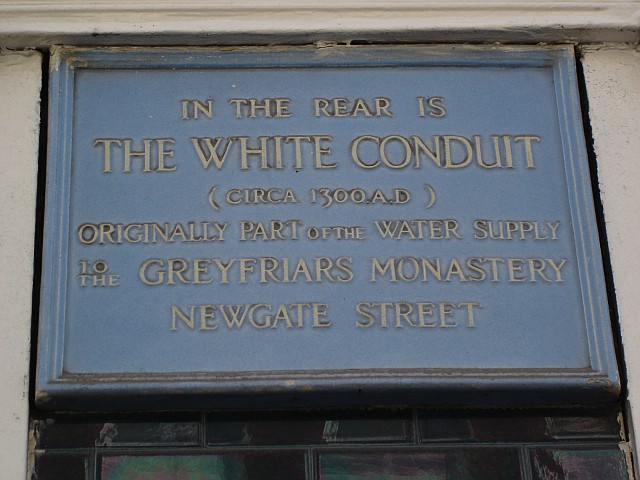 IN THE REAR IS
THE WHITE CONDUIT
( CIRCA 1300.A.D )
ORIGINALLY PART OF THE WATER SUPPLY
TO THE GREYFRIARS MONASTERY
NEWGATE STREET